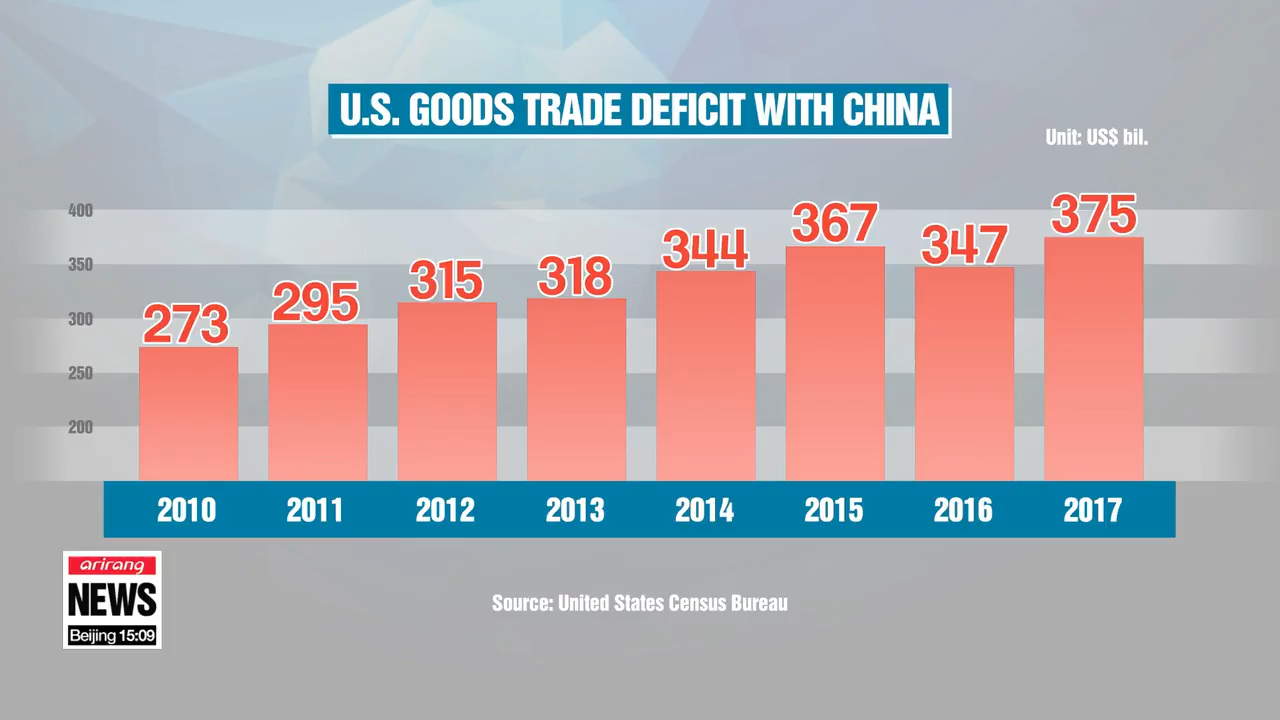 U.S. GOODS TRADE DEFICIT WITH CHINA
Unit: US$ bil.
400
350
300
250
200
273
295
315
318
344
367
347
375
2010 2011 2012 2013 2014 2015 2016 2017
arirang
NEWS
Beijing 15:09
Source: United States Census Bureau